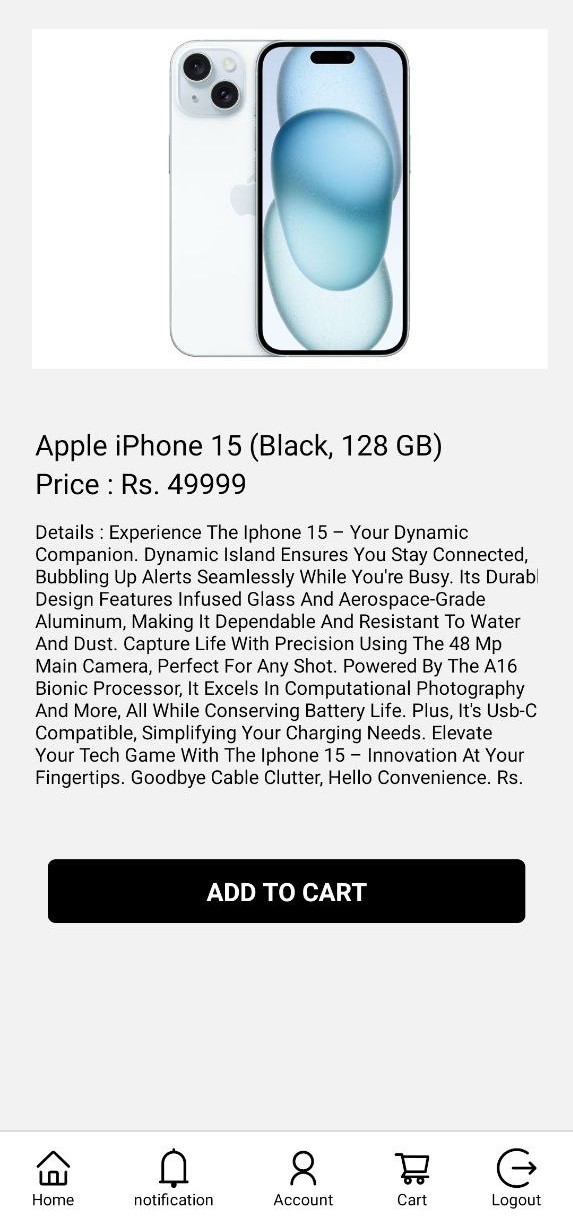 Apple iPhone 15 (Black, 128 GB)
Price : Rs. 49999
Details : Experience The Iphone 15 – Your Dynamic
Companion. Dynamic Island Ensures You Stay Connected,
Bubbling Up Alerts Seamlessly While You're Busy. Its Durabl
Design Features Infused Glass And Aerospace-Grade
Aluminum, Making It Dependable And Resistant To Water
And Dust. Capture Life With Precision Using The 48 Mp
Main Camera, Perfect For Any Shot. Powered By The A16
Bionic Processor, It Excels In Computational Photography
And More, All While Conserving Battery Life. Plus, It's Usb-C
Compatible, Simplifying Your Charging Needs. Elevate
Your Tech Game With The Iphone 15 – Innovation At Your
Fingertips. Goodbye Cable Clutter, Hello Convenience. Rs.
ADD TO CART
Home notification Account Cart Logout